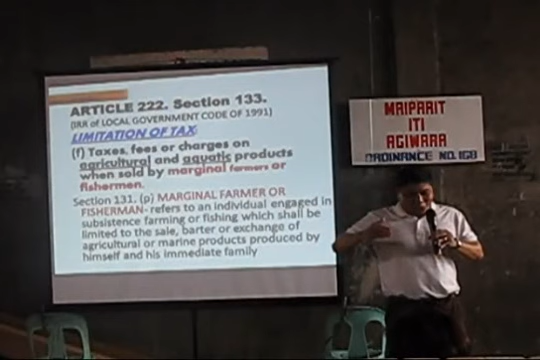 ARTICLE 222. Section 133.
(IRR of LOCAL GOVERNMENT CODE OF 1991)
LIMITATION OF TAX
(f) Taxes, fees or charges on
agricultural and aquatic products
when sold by marginal farmers or
fishermen.
Section 131. (p) MARGINAL FARMER OR
FISHERMAN- refers to an individual engaged in
subsistence farming or fishing which shall be
limited to the sale, barter or exchange of
agricultural or marine products produced by
himself and his immediate family
MAIPARIT
ITI
AGIWARA
ORDINANCE NO. 168